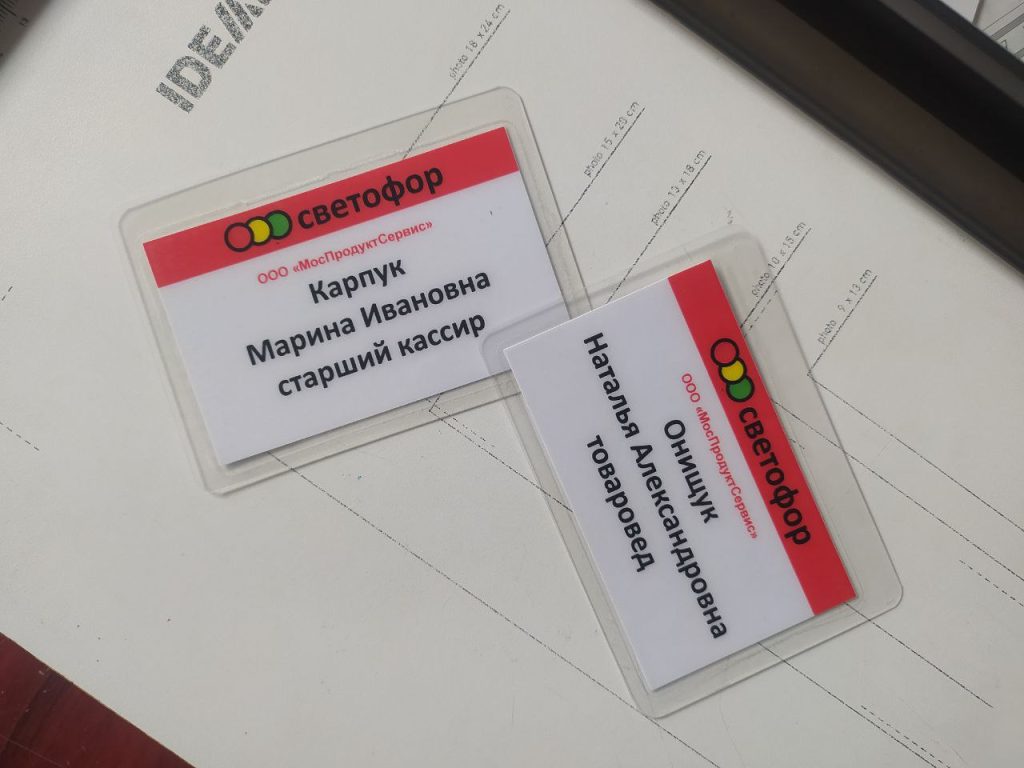 photo 18 x 24 cm
photo 15 x 20 cm
photo 13 x 18 cm
photo 10 x 15 cm
photo 9 x 13 cm
светофор
ООО «МосПродуктСервис»
Карпук
Марина Ивановна
старший кассир
светофор
ООО «МосПродуктСервис»
Онищук
Наталья Александровна
товаровед